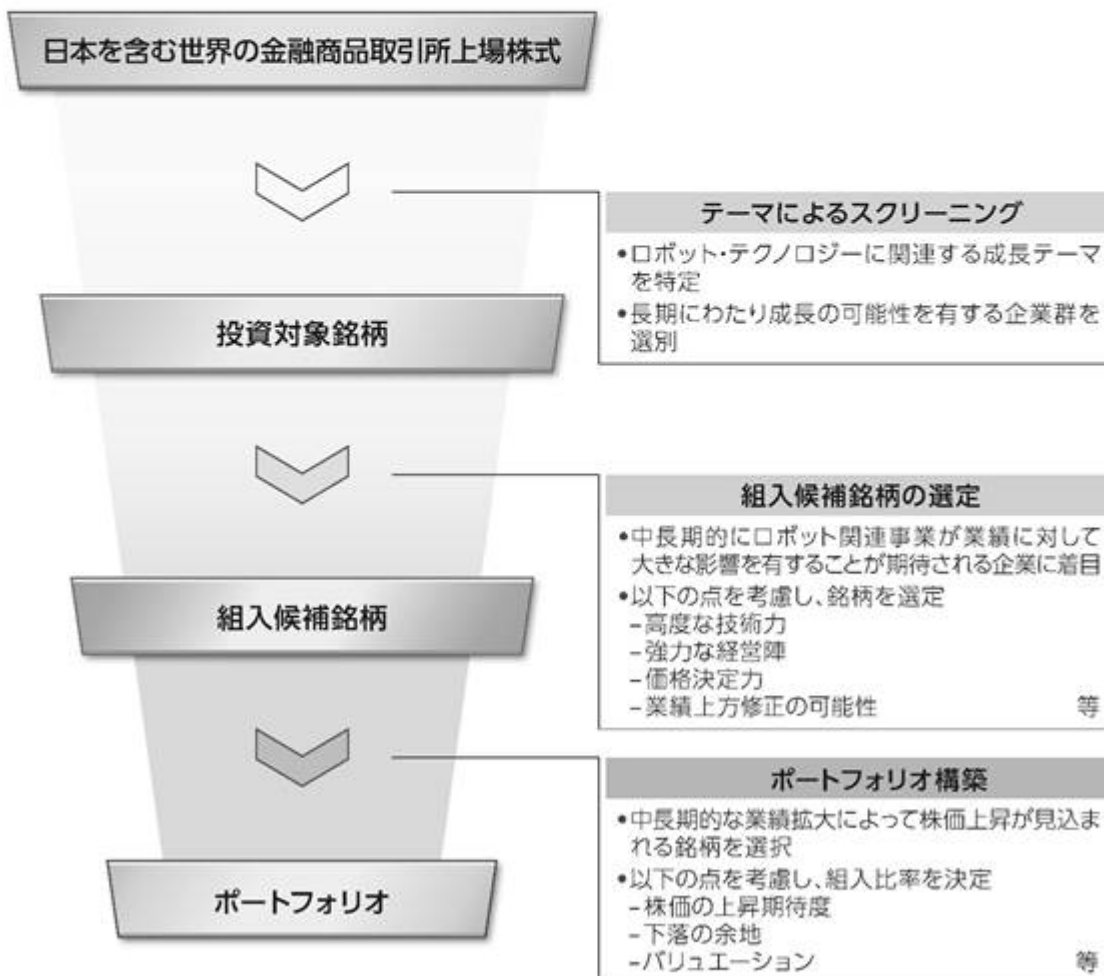 日本を含む世界の金融商品取引所上場株式
テーマによるスクリーニング
•ロボット・テクノロジーに関連する成長テーマ
を特定
•長期にわたり成長の可能性を有する企業群を
選別
投資対象銘柄
組入候補銘柄の選定
•中長期的にロボット関連事業が業績に対して
大きな影響を有することが期待される企業に着目
•以下の点を考慮し、銘柄を選定
–高度な技術力
–強力な経営陣
–価格決定力
–業績上方修正の可能性 等
組入候補銘柄
ポートフォリオ構築
•中長期的な業績拡大によって株価上昇が見込ま
れる銘柄を選択
•以下の点を考慮し、組入比率を決定
–株価の上昇期待度
–下落の余地
–バリュエーション 等
ポートフォリオ